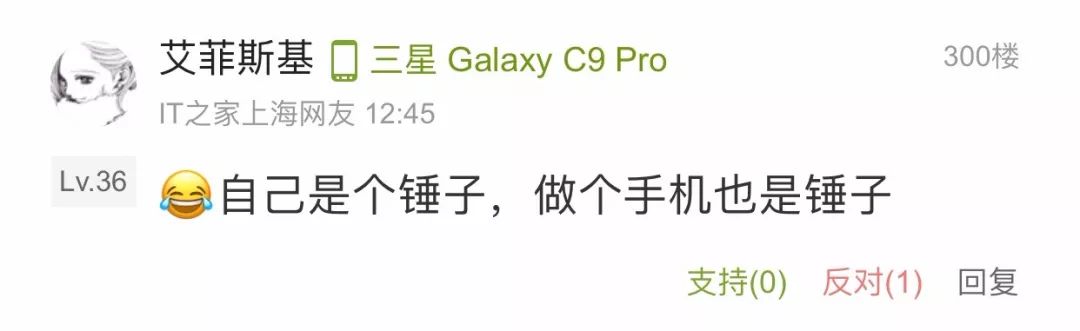 艾菲斯基 三星 Galaxy C9 Pro 300楼
IT之家上海网友 12:45
Lv.36 😂自己是个锤子，做个手机也是锤子
支持(0) 反对(1) 回复